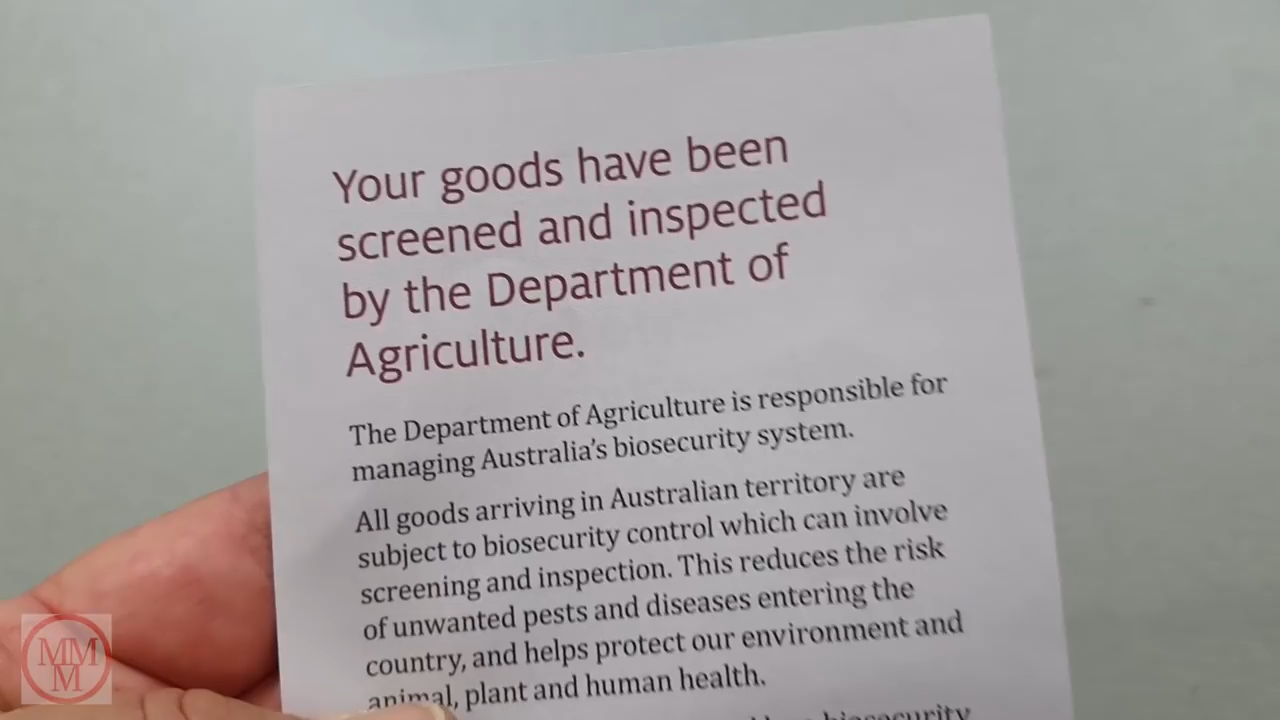 Your goods have been
screened and inspected
by the Department of
Agriculture.
The Department of Agriculture is responsible for
managing Australia's biosecurity system.
All goods arriving in Australian territory are
subject to biosecurity control which can involve
screening and inspection. This reduces the risk
of unwanted pests and diseases entering the
country, and helps protect our environment and
animal, plant and human health.
biosecurity
MM
M